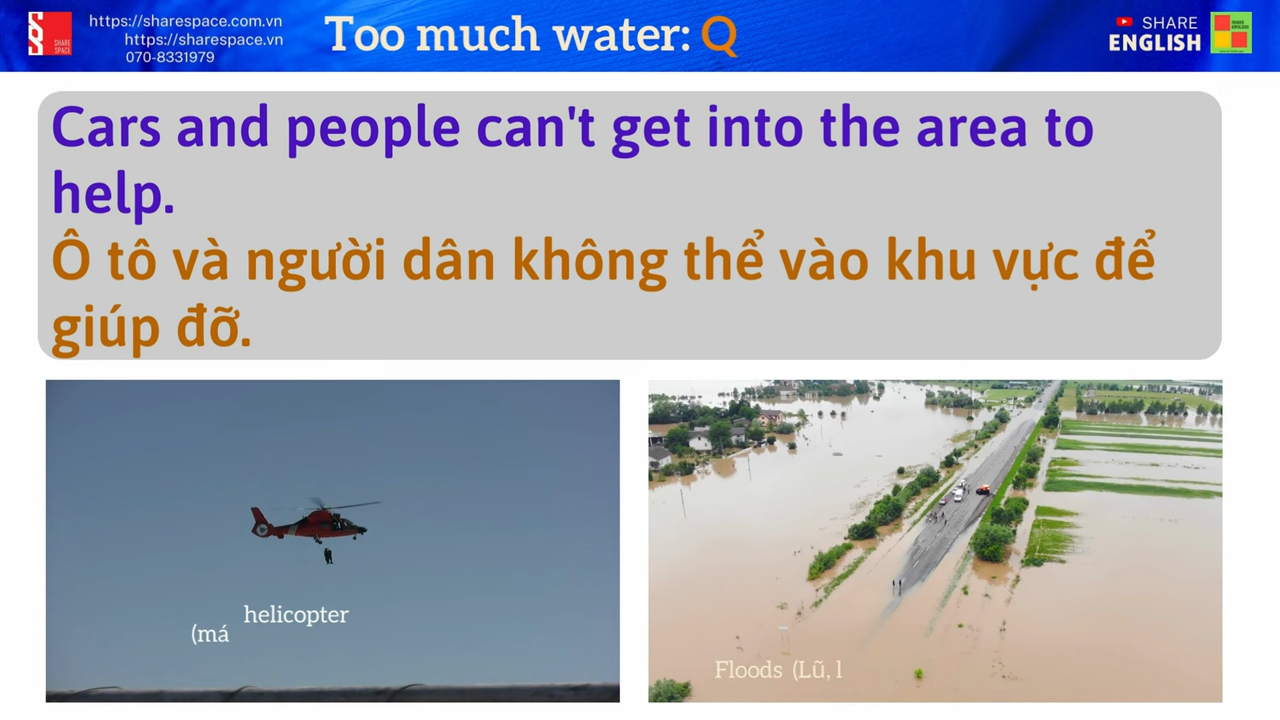 SHARE
SPACE
https://sharespace.com.vn
https://sharespace.vn
070-8331979
Too much water: Q
SHARE
ENGLISH
Cars and people can't get into the area to
help.
Ô tô và người dân không thể vào khu vực để
giúp đỡ.
helicopter
(má
Floods (Lũ, l